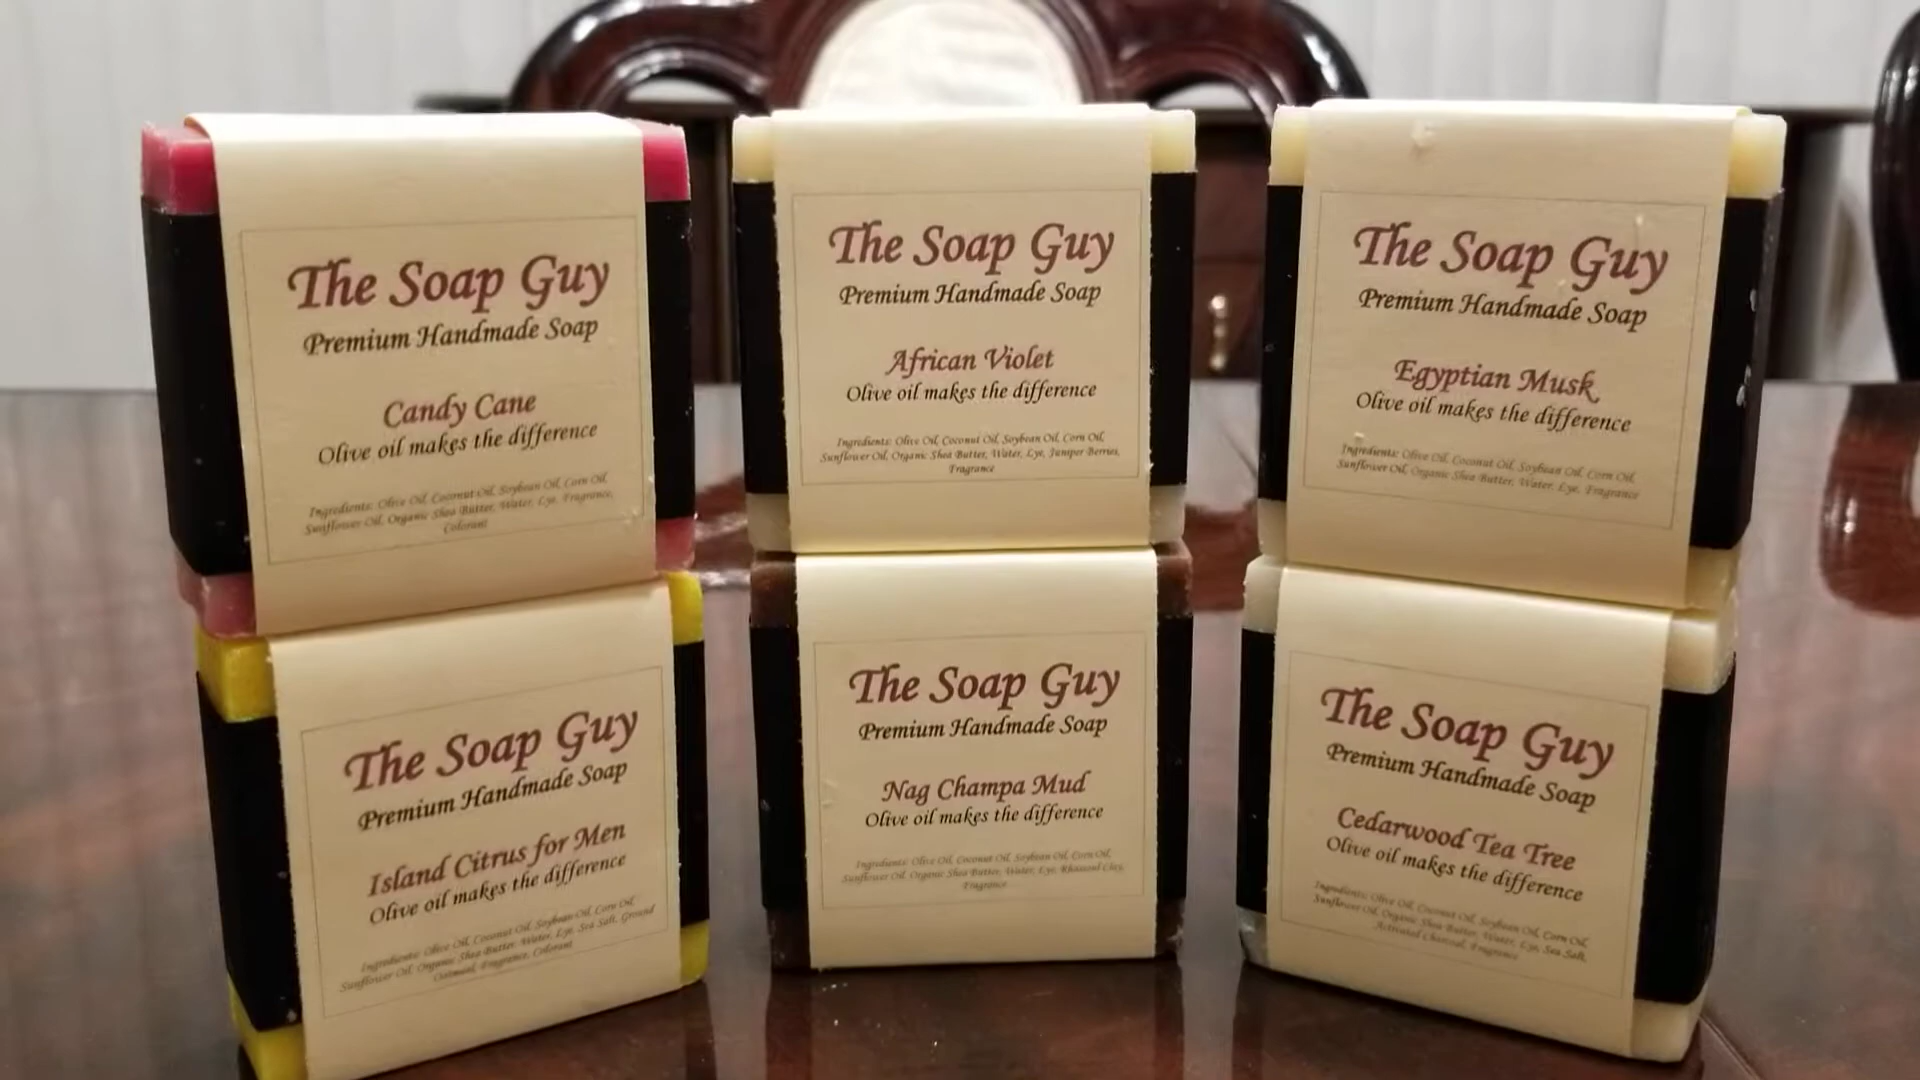 The Soap Guy
Premium Handmade Soap
Candy Cane
Olive oil makes the difference
Ingredients: Olive Oil, Coconut Oil, Soybean Oil, Corn Oil,
Sunflower Oil, Organic Shea Butter, Water, Lye, Fragrance,
Colorant
The Soap Guy
Premium Handmade Soap
African Violet
Olive oil makes the difference
Ingredients: Olive Oil, Coconut Oil, Soybean Oil, Corn Oil,
Sunflower Oil, Organic Shea Butter, Water, Lye, Juniper Berries,
Fragrance
The Soap Guy
Premium Handmade Soap
Egyptian Musk
Olive oil makes the difference
Ingredients: Olive Oil, Coconut Oil, Soybean Oil, Corn Oil,
Sunflower Oil, Organic Shea Butter, Water, Lye, Fragrance
The Soap Guy
Premium Handmade Soap
Island Citrus for Men
Olive oil makes the difference
Ingredients: Olive Oil, Coconut Oil, Soybean Oil, Corn Oil,
Sunflower Oil, Organic Shea Butter, Water, Lye, Sea Salt, Ground
Oatmeal, Fragrance, Colorant
The Soap Guy
Premium Handmade Soap
Nag Champa Mud
Olive oil makes the difference
Ingredients: Olive Oil, Coconut Oil, Soybean Oil, Corn Oil,
Sunflower Oil, Organic Shea Butter, Water, Lye, Rhassoul Clay,
Fragrance
The Soap Guy
Premium Handmade Soap
Cedarwood Tea Tree
Olive oil makes the difference
Ingredients: Olive Oil, Coconut Oil, Soybean Oil, Corn Oil,
Sunflower Oil, Organic Shea Butter, Water, Lye, Sea Salt,
Activated Charcoal, Fragrance